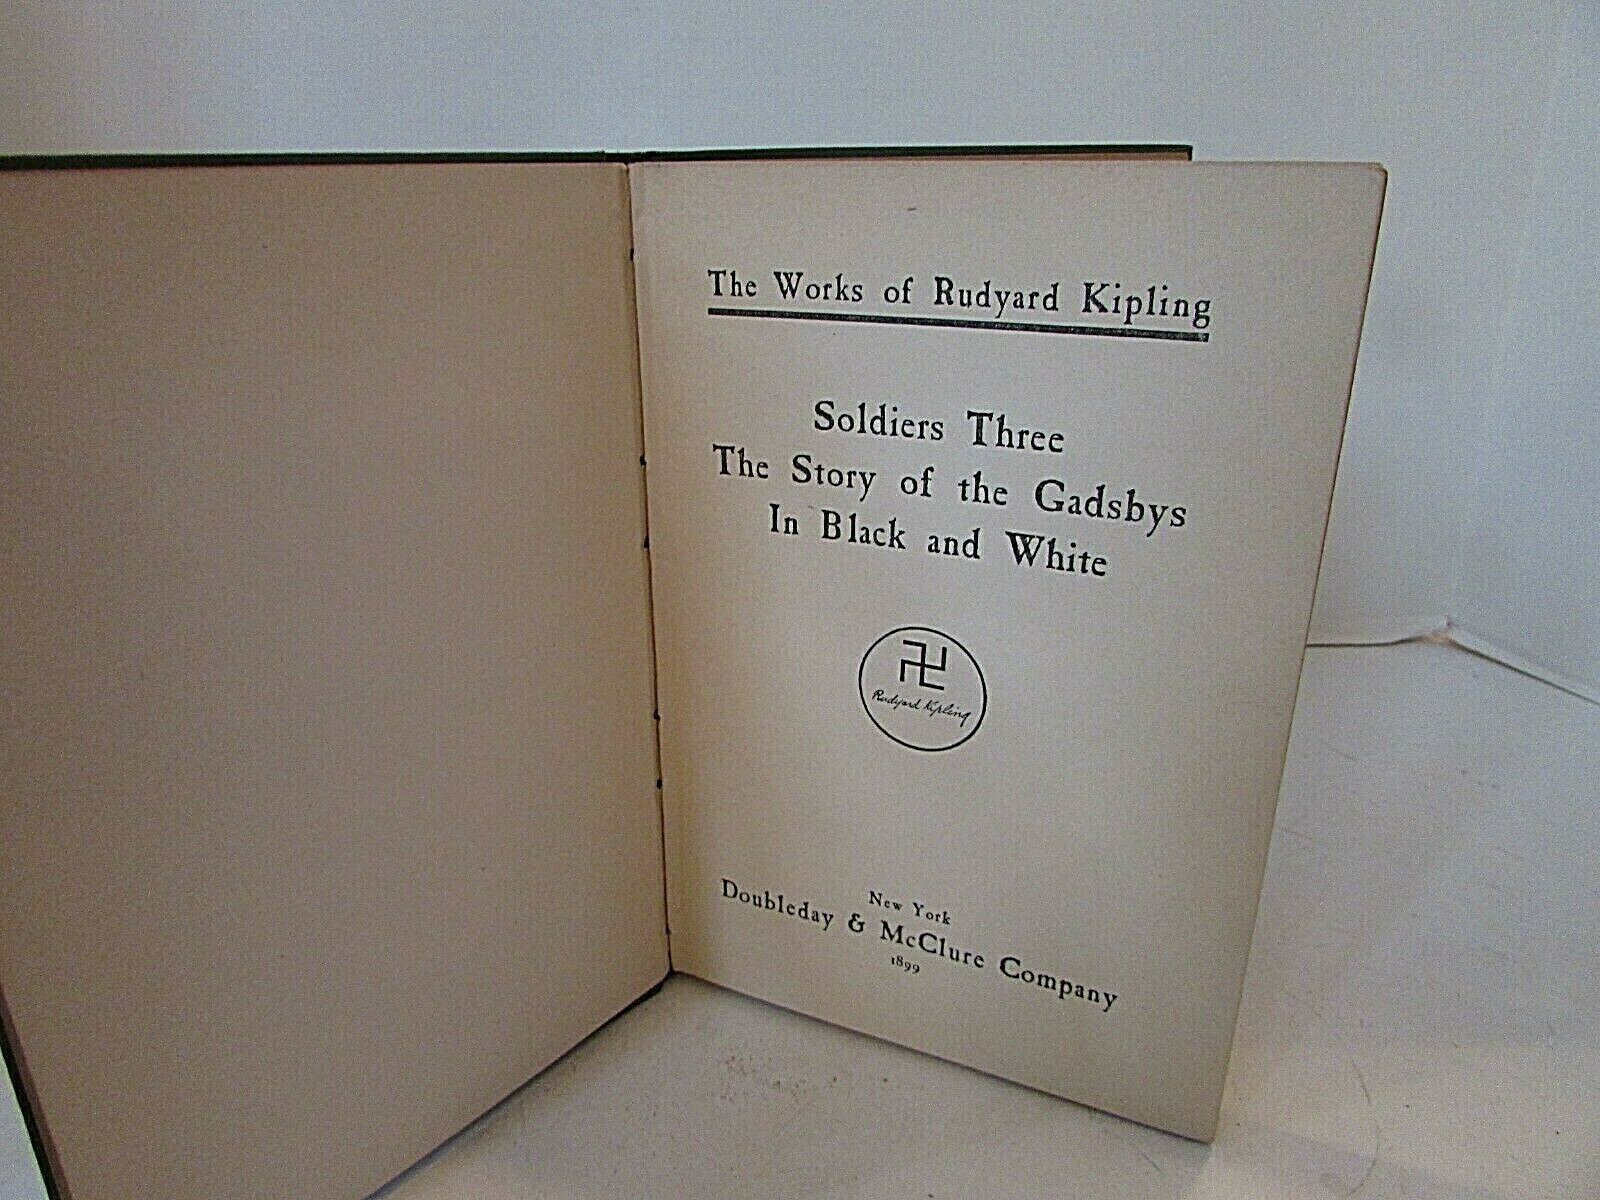 The Works of Rudyard Kipling
Soldiers Three
The Story of the Gadsbys
In Black and White
Rudyard Kipling
New York
Doubleday & McClure Company
1899